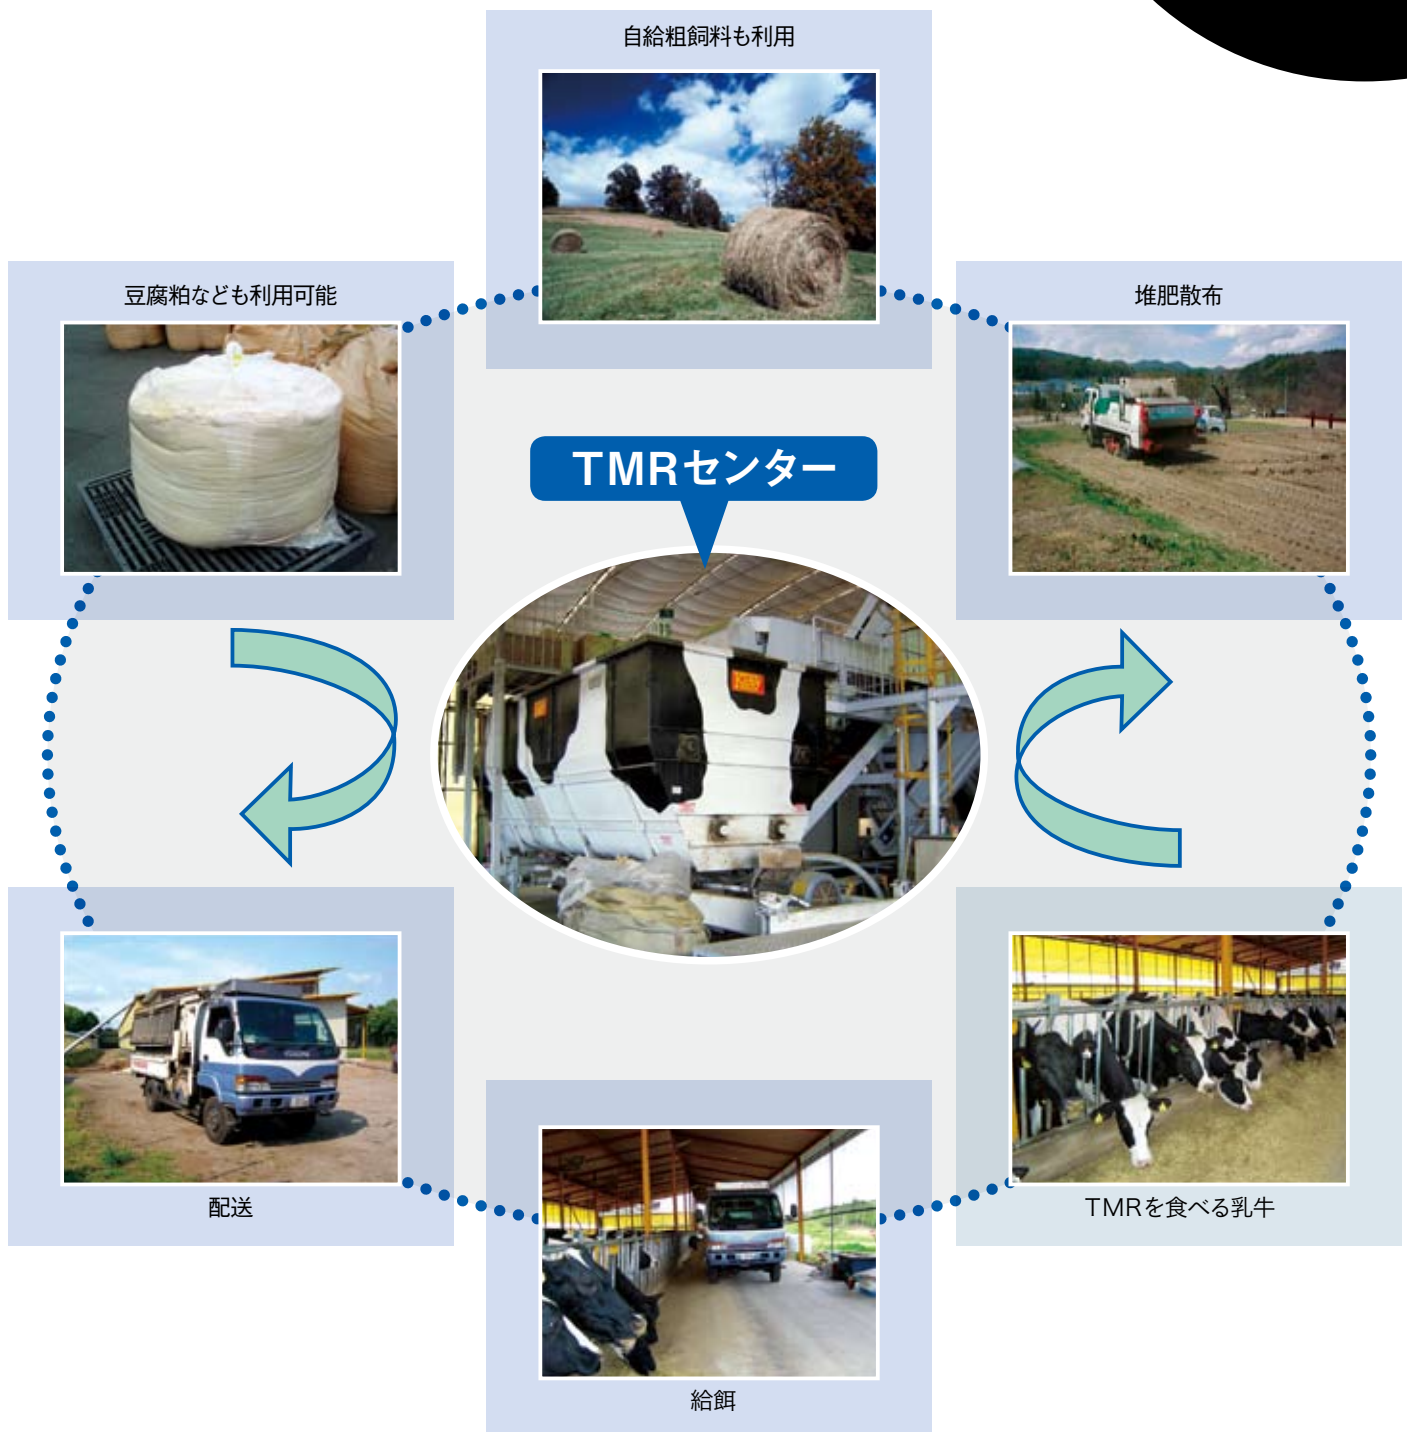 自給粗飼料も利用
豆腐粕なども利用可能
堆肥散布
TMRセンター
配送
TMRを食べる乳牛
給餌